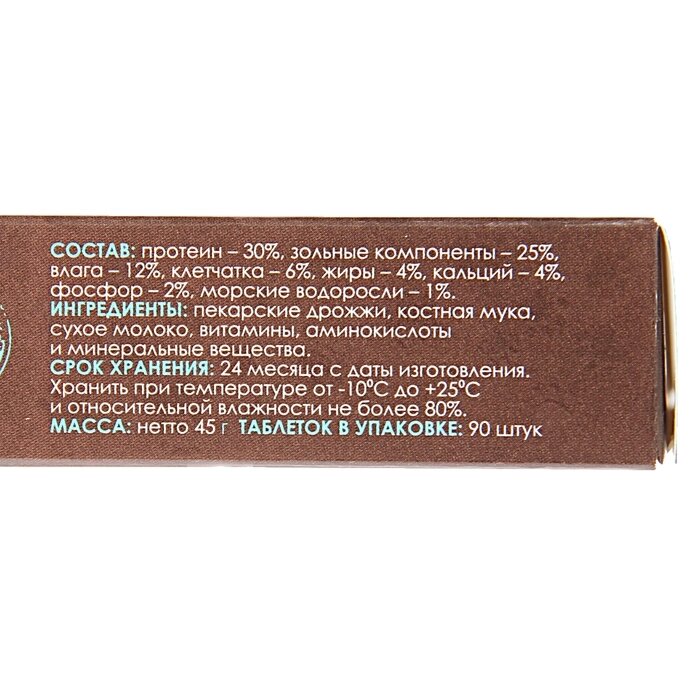 СОСТАВ: протеин – 30%, зольные компоненты – 25%,
влага – 12%, клетчатка – 6%, жиры – 4%, кальций – 4%,
фосфор – 2%, морские водоросли – 1%.
ИНГРЕДИЕНТЫ: пекарские дрожжи, костная мука,
сухое молоко, витамины, аминокислоты
и минеральные вещества.
СРОК ХРАНЕНИЯ: 24 месяца с даты изготовления.
Хранить при температуре от -10⁰С до +25⁰С
и относительной влажности не более 80%.
МАССА: нетто 45 г ТАБЛЕТОК В УПАКОВКЕ: 90 штук